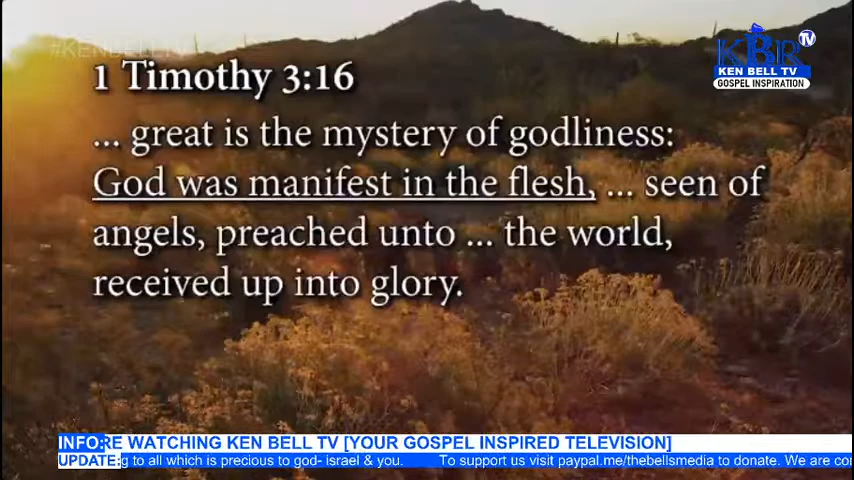 #KENBELL
1 Timothy 3:16
... great is the mystery of godliness:
God was manifest in the flesh, ... seen of
angels, preached unto ... the world,
received up into glory.
KBR TV
KEN BELL TV
GOSPEL INSPIRATION
INFO: RE WATCHING KEN BELL TV [YOUR GOSPEL INSPIRED TELEVISION]
UPDATE: g to all which is precious to god- israel & you. To support us visit paypal.me/thebellsmedia to donate. We are con